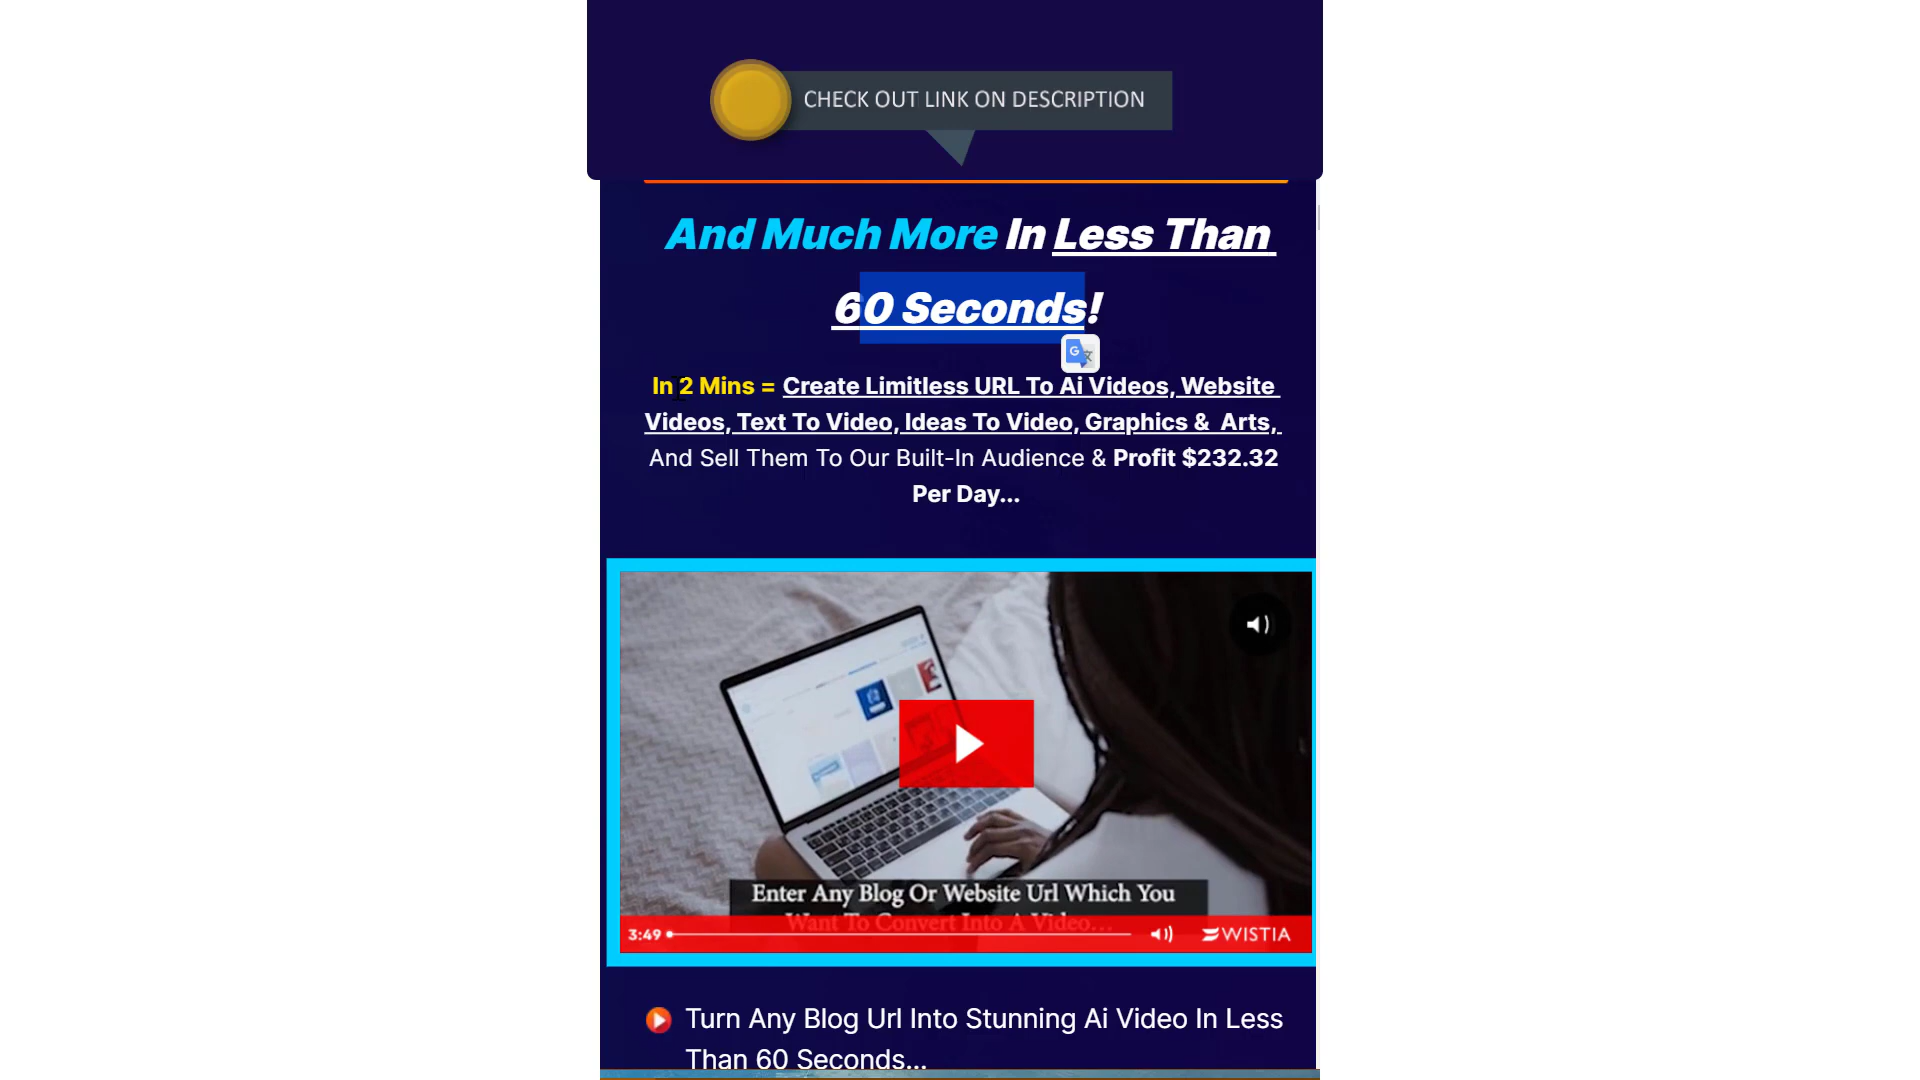 CHECK OUT LINK ON DESCRIPTION
And Much More In Less Than
60 Seconds!
In 2 Mins = Create Limitless URL To Ai Videos, Website
Videos, Text To Video, Ideas To Video, Graphics & Arts,
And Sell Them To Our Built-In Audience & Profit $232.32
Per Day...
Enter Any Blog Or Website Url Which You
Want To Convert Into A Video...
3:49
WISTIA
Turn Any Blog Url Into Stunning Ai Video In Less
Than 60 Seconds...